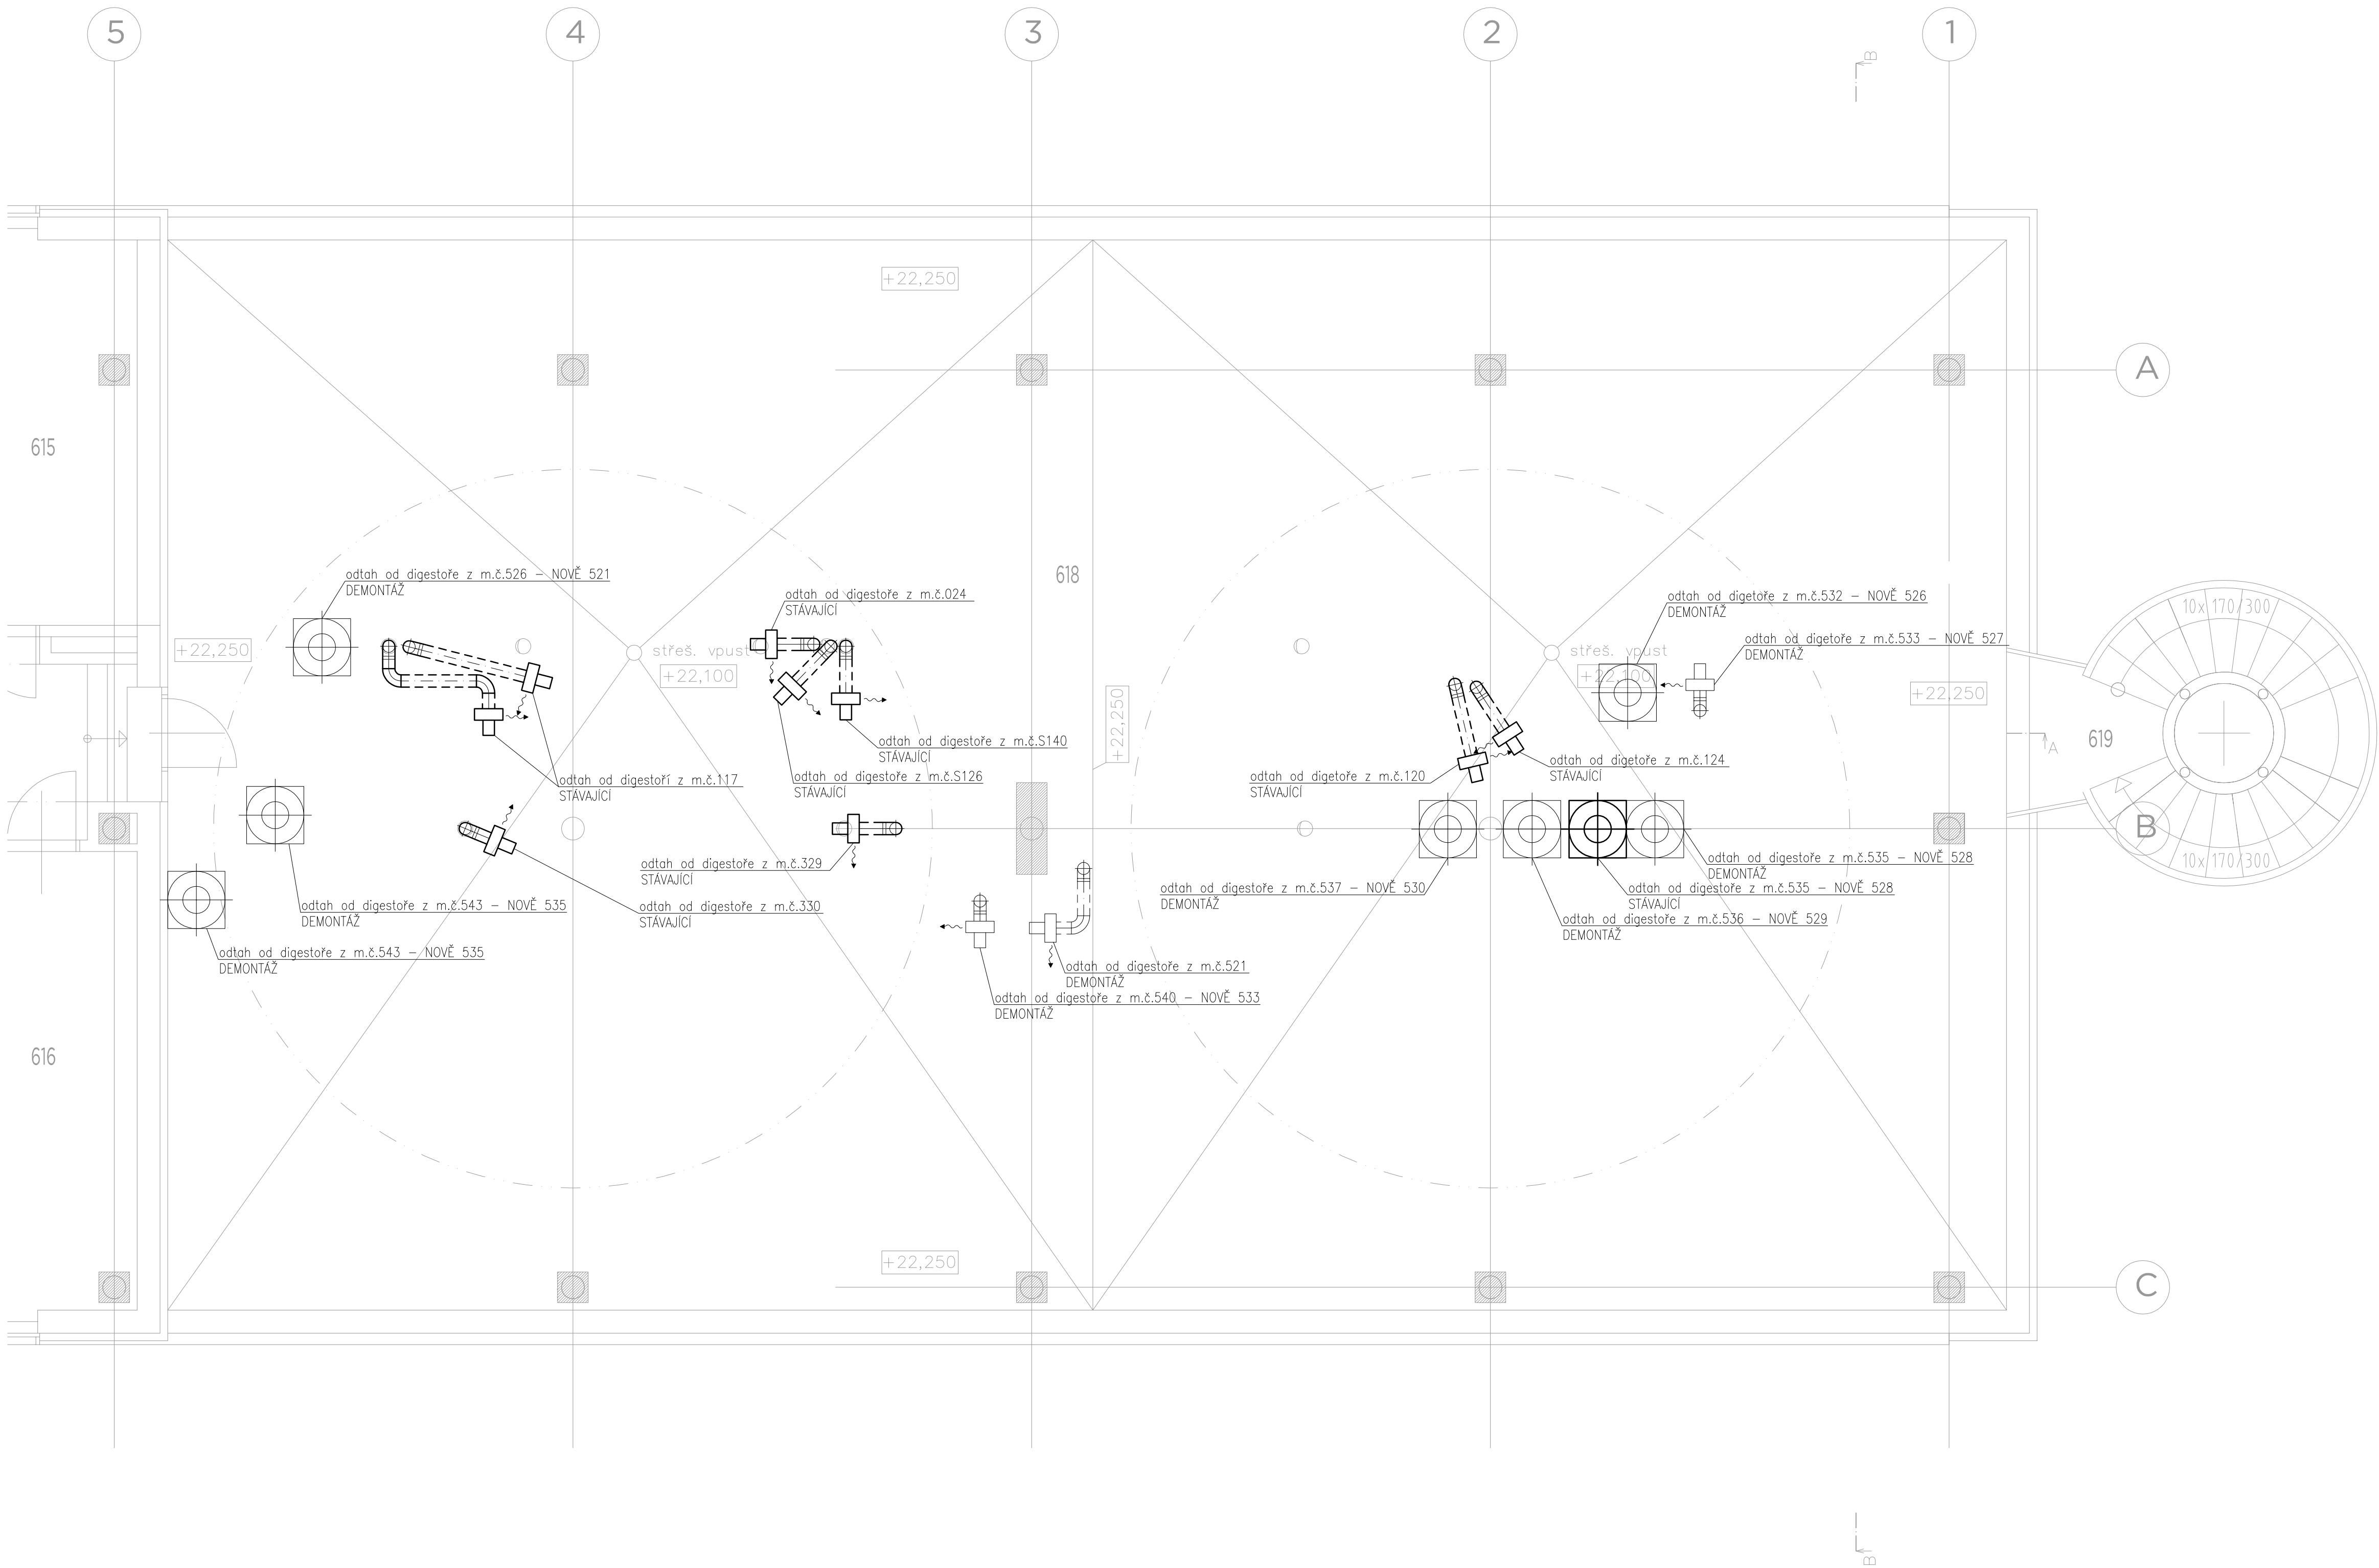 5
4
3
2
1
B
+22,250
A
615
618
odtah od digestoře z m.č.526 – NOVĚ 521
DEMONTÁŽ
odtah od digestoře z m.č.024
STÁVAJÍCÍ
odtah od digetoře z m.č.532 – NOVĚ 526
DEMONTÁŽ
10x 170/300
odtah od digetoře z m.č.533 – NOVĚ 527
DEMONTÁŽ
+22,250
střeš. vpust
+22,100
střeš. vpust
+22,100
+22,250
+22,250
A
619
odtah od digestoře z m.č.S140
STÁVAJÍCÍ
odtah od digestoří z m.č.117
STÁVAJÍCÍ
odtah od digestoře z m.č.S126
STÁVAJÍCÍ
odtah od digetoře z m.č.120
STÁVAJÍCÍ
odtah od digetoře z m.č.124
STÁVAJÍCÍ
B
odtah od digestoře z m.č.329
STÁVAJÍCÍ
odtah od digestoře z m.č.535 – NOVĚ 528
DEMONTÁŽ
10x 170/300
odtah od digestoře z m.č.537 – NOVĚ 530
DEMONTÁŽ
odtah od digestoře z m.č.535 – NOVĚ 528
STÁVAJÍCÍ
odtah od digestoře z m.č.543 – NOVĚ 535
DEMONTÁŽ
odtah od digestoře z m.č.330
STÁVAJÍCÍ
odtah od digestoře z m.č.536 – NOVĚ 529
DEMONTÁŽ
odtah od digestoře z m.č.543 – NOVĚ 535
DEMONTÁŽ
odtah od digestoře z m.č.521
DEMONTÁŽ
odtah od digestoře z m.č.540 – NOVĚ 533
DEMONTÁŽ
616
+22,250
C
B